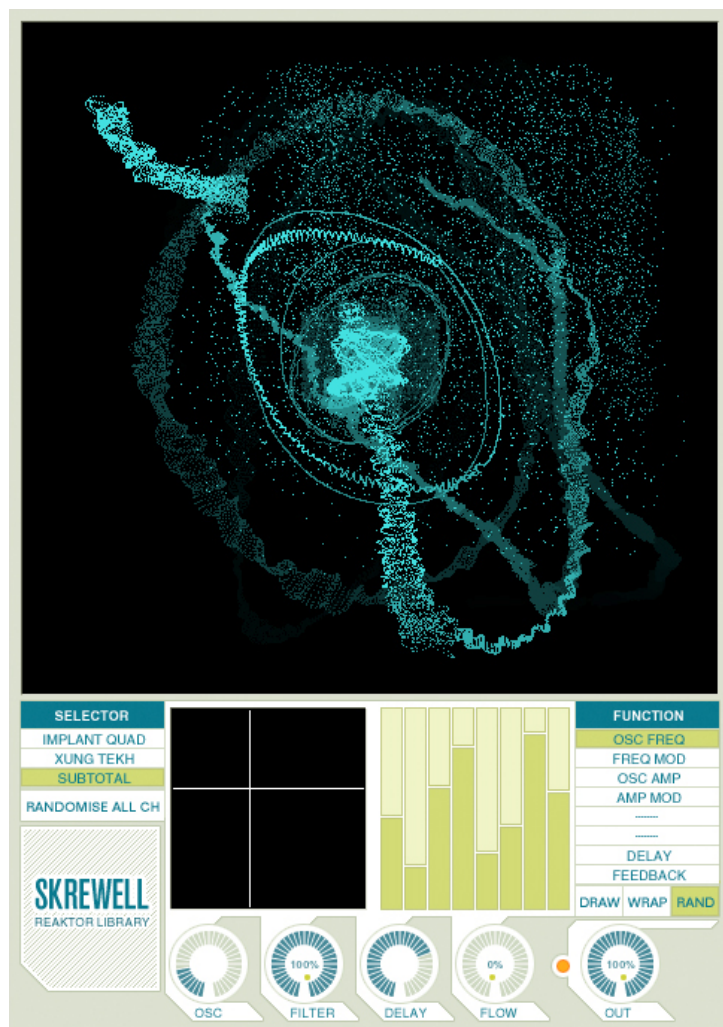 SELECTOR
IMPLANT QUAD
XUNG TEKH
SUBTOTAL
RANDOMISE ALL CH
SKREWELL
REAKTOR LIBRARY
FUNCTION
OSC FREQ
FREQ MOD
OSC AMP
AMP MOD
--------
--------
DELAY
FEEDBACK
DRAW WRAP RAND
100% 0% 100%
OSC FILTER DELAY FLOW OUT